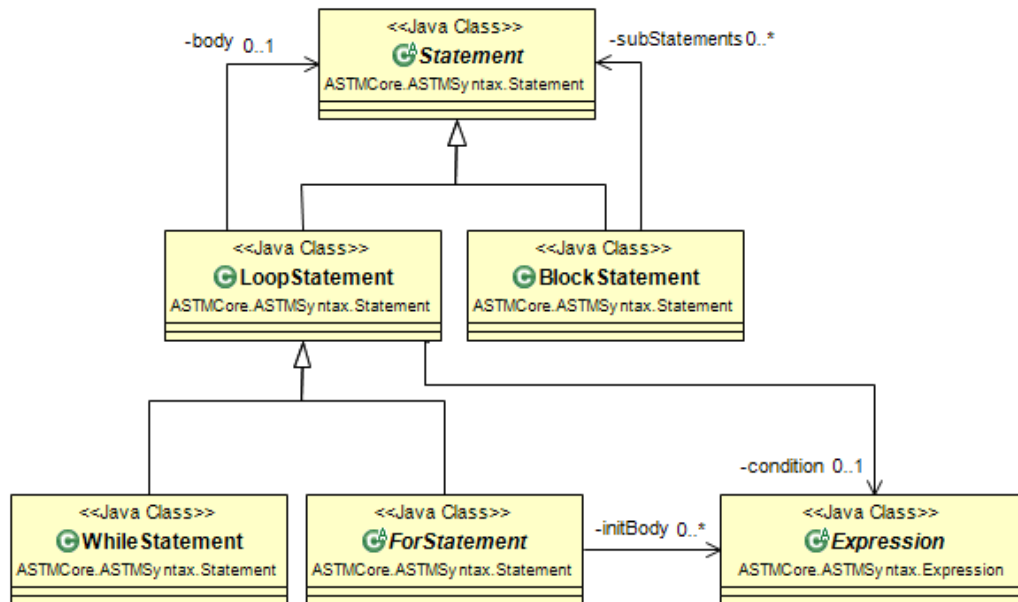 <<Java Class>>
Statement
ASTMCore.ASTMSyntax.Statement
-body 0..1
-subStatements 0..*
<<Java Class>>
LoopStatement
ASTMCore.ASTMSyntax.Statement
<<Java Class>>
BlockStatement
ASTMCore.ASTMSyntax.Statement
-condition 0..1
<<Java Class>>
WhileStatement
ASTMCore.ASTMSyntax.Statement
<<Java Class>>
ForStatement
ASTMCore.ASTMSyntax.Statement
-initBody 0..*
<<Java Class>>
Expression
ASTMCore.ASTMSyntax.Expression